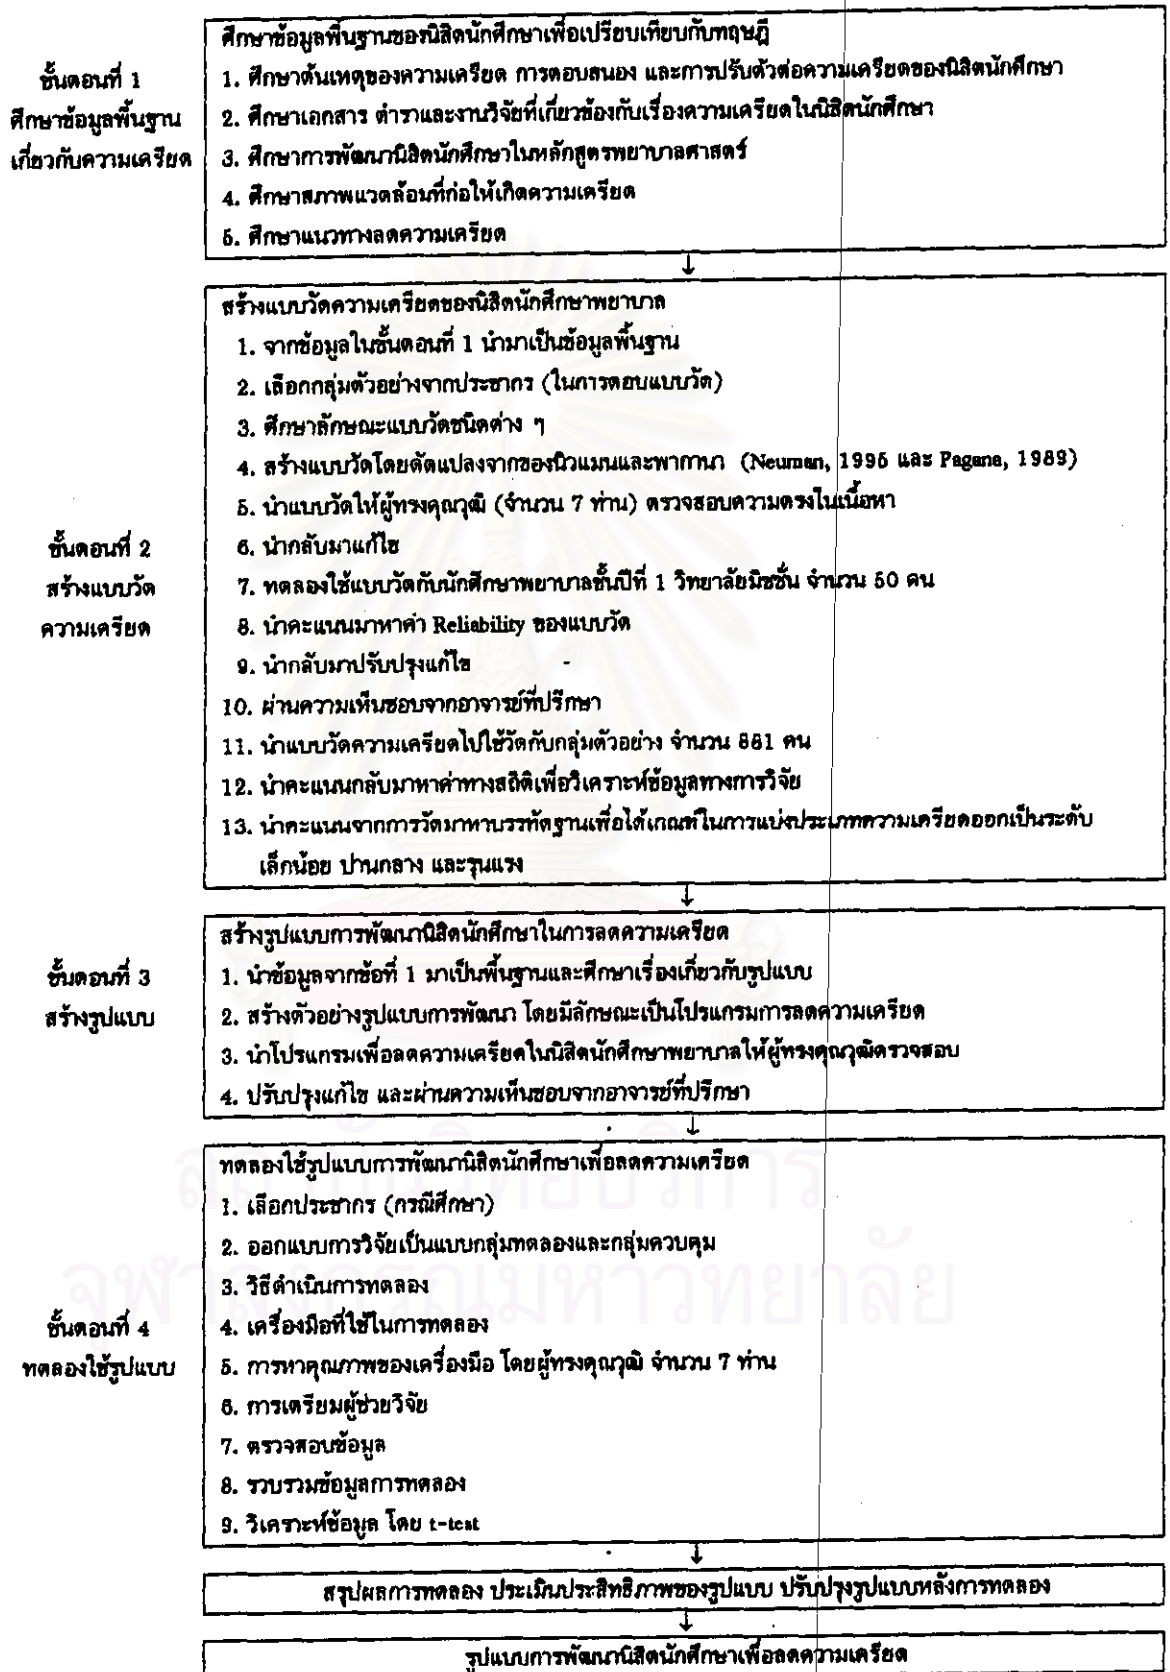 ศึกษาข้อมูลพื้นฐานของนิสิตนักศึกษาเพื่อเปรียบเทียบกับทฤษฎี
ขั้นตอนที่ 1
ศึกษาข้อมูลพื้นฐาน
เกี่ยวกับความเครียด
1. ศึกษาต้นเหตุของความเครียด การตอบสนอง และการปรับตัวต่อความเครียดของนิสิตนักศึกษา
2. ศึกษาเอกสาร ตำราและงานวิจัยที่เกี่ยวข้องกับเรื่องความเครียดในนิสิตนักศึกษา
3. ศึกษาการพัฒนานิสิตนักศึกษาในหลักสูตรพยาบาลศาสตร์
4. ศึกษาสภาพแวดล้อมที่ก่อให้เกิดความเครียด
5. ศึกษาแนวทางลดความเครียด
ขั้นตอนที่ 2
สร้างแบบวัด
ความเครียด
สร้างแบบวัดความเครียดของนิสิตนักศึกษาพยาบาล
1. จากข้อมูลในขั้นตอนที่ 1 นำมาเป็นข้อมูลพื้นฐาน
2. เลือกกลุ่มตัวอย่างจากประชากร (ในการตอบแบบวัด)
3. ศึกษาลักษณะแบบวัดชนิดต่าง ๆ
4. สร้างแบบวัดโดยดัดแปลงจากของนิวแมนและพากานา (Neuman, 1995 และ Pagana, 1989)
5. นำแบบวัดให้ผู้ทรงคุณวุฒิ (จำนวน 7 ท่าน) ตรวจสอบความตรงในเนื้อหา
6. นำกลับมาแก้ไข
7. ทดลองใช้แบบวัดกับนักศึกษาพยาบาลชั้นปีที่ 1 วิทยาลัยมิชชั่น จำนวน 50 คน
8. นำคะแนนมาหาค่า Reliability ของแบบวัด
9. นำกลับมาปรับปรุงแก้ไข
10. ผ่านความเห็นชอบจากอาจารย์ที่ปรึกษา
11. นำแบบวัดความเครียดไปใช้วัดกับกลุ่มตัวอย่าง จำนวน 881 คน
12. นำคะแนนกลับมาหาค่าทางสถิติเพื่อวิเคราะห์ข้อมูลทางการวิจัย
13. นำคะแนนจากการวัดมาหาบรรทัดฐานเพื่อได้เกณฑ์ในการแบ่งประเภทความเครียดออกเป็นระดับ
เล็กน้อย ปานกลาง และรุนแรง
ขั้นตอนที่ 3
สร้างรูปแบบ
สร้างรูปแบบการพัฒนานิสิตนักศึกษาในการลดความเครียด
1. นำข้อมูลจากข้อที่ 1 มาเป็นพื้นฐานและศึกษาเรื่องเกี่ยวกับรูปแบบ
2. สร้างตัวอย่างรูปแบบการพัฒนา โดยมีลักษณะเป็นโปรแกรมการลดความเครียด
3. นำโปรแกรมเพื่อลดความเครียดในนิสิตนักศึกษาพยาบาลให้ผู้ทรงคุณวุฒิตรวจสอบ
4. ปรับปรุงแก้ไข และผ่านความเห็นชอบจากอาจารย์ที่ปรึกษา
ขั้นตอนที่ 4
ทดลองใช้รูปแบบ
ทดลองใช้รูปแบบการพัฒนานิสิตนักศึกษาเพื่อลดความเครียด
1. เลือกประชากร (กรณีศึกษา)
2. ออกแบบการวิจัยเป็นแบบกลุ่มทดลองและกลุ่มควบคุม
3. วิธีดำเนินการทดลอง
4. เครื่องมือที่ใช้ในการทดลอง
5. การหาคุณภาพของเครื่องมือ โดยผู้ทรงคุณวุฒิ จำนวน 7 ท่าน
6. การเตรียมผู้ช่วยวิจัย
7. ตรวจสอบข้อมูล
8. รวบรวมข้อมูลการทดลอง
9. วิเคราะห์ข้อมูล โดย t-test
สรุปผลการทดลอง ประเมินประสิทธิภาพของรูปแบบ ปรับปรุงรูปแบบหลังการทดลอง
รูปแบบการพัฒนานิสิตนักศึกษาเพื่อลดความเครียด
สถาบันวิทยบริการ
จุฬาลงกรณ์มหาวิทยาลัย